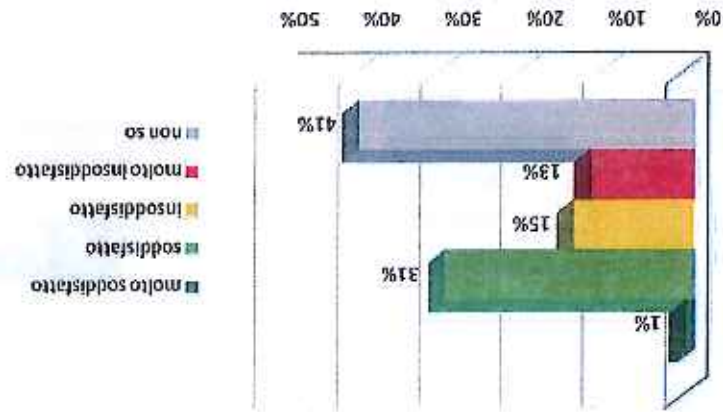 1%
31%
15%
13%
41%
0% 10% 20% 30% 40% 50%
molto soddisfatto
soddisfatto
insoddisfatto
molto insoddisfatto
non so